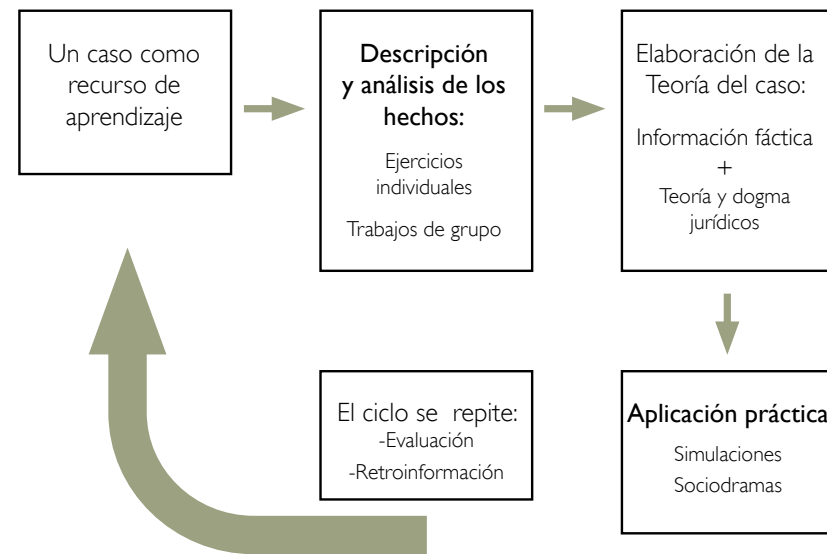 Un caso como
recurso de
aprendizaje
Descripción
y análisis de los
hechos:
Ejercicios
individuales
Trabajos de grupo
Elaboración de la
Teoría del caso:
Información fáctica
+
Teoría y dogma
jurídicos
Aplicación práctica
Simulaciones
Sociodramas
El ciclo se repite:
-Evaluación
-Retroinformación